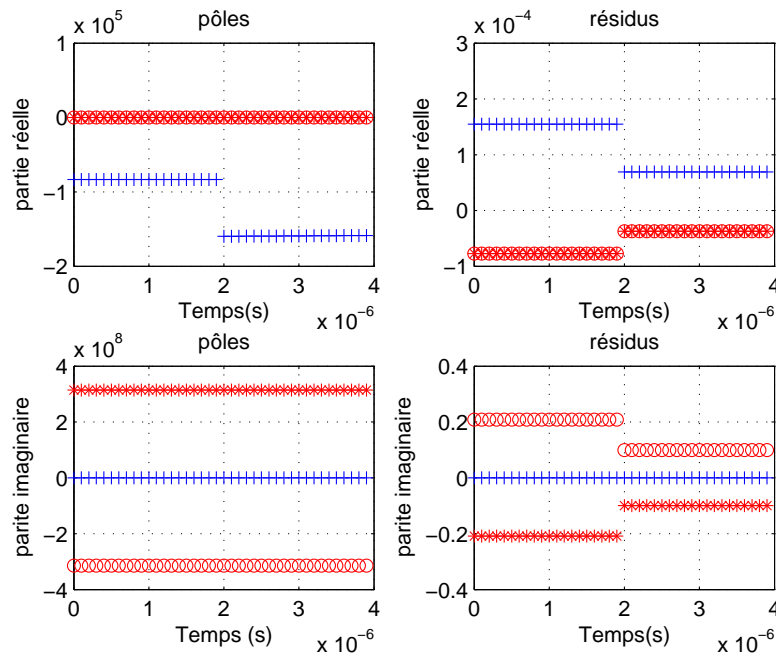 x 10^5
pôles
1
0
−1
−2
partie réelle
0 1 2 3 4
Temps(s)
x 10^−6
x 10^−4
résidus
3
2
1
0
−1
partie réelle
0 1 2 3 4
Temps(s)
x 10^−6
x 10^8
pôles
4
2
0
−2
−4
parite imaginaire
0 1 2 3 4
Temps (s)
x 10^−6
résidus
0.4
0.2
0
−0.2
−0.4
parite imaginaire
0 1 2 3 4
Temps(s)
x 10^−6